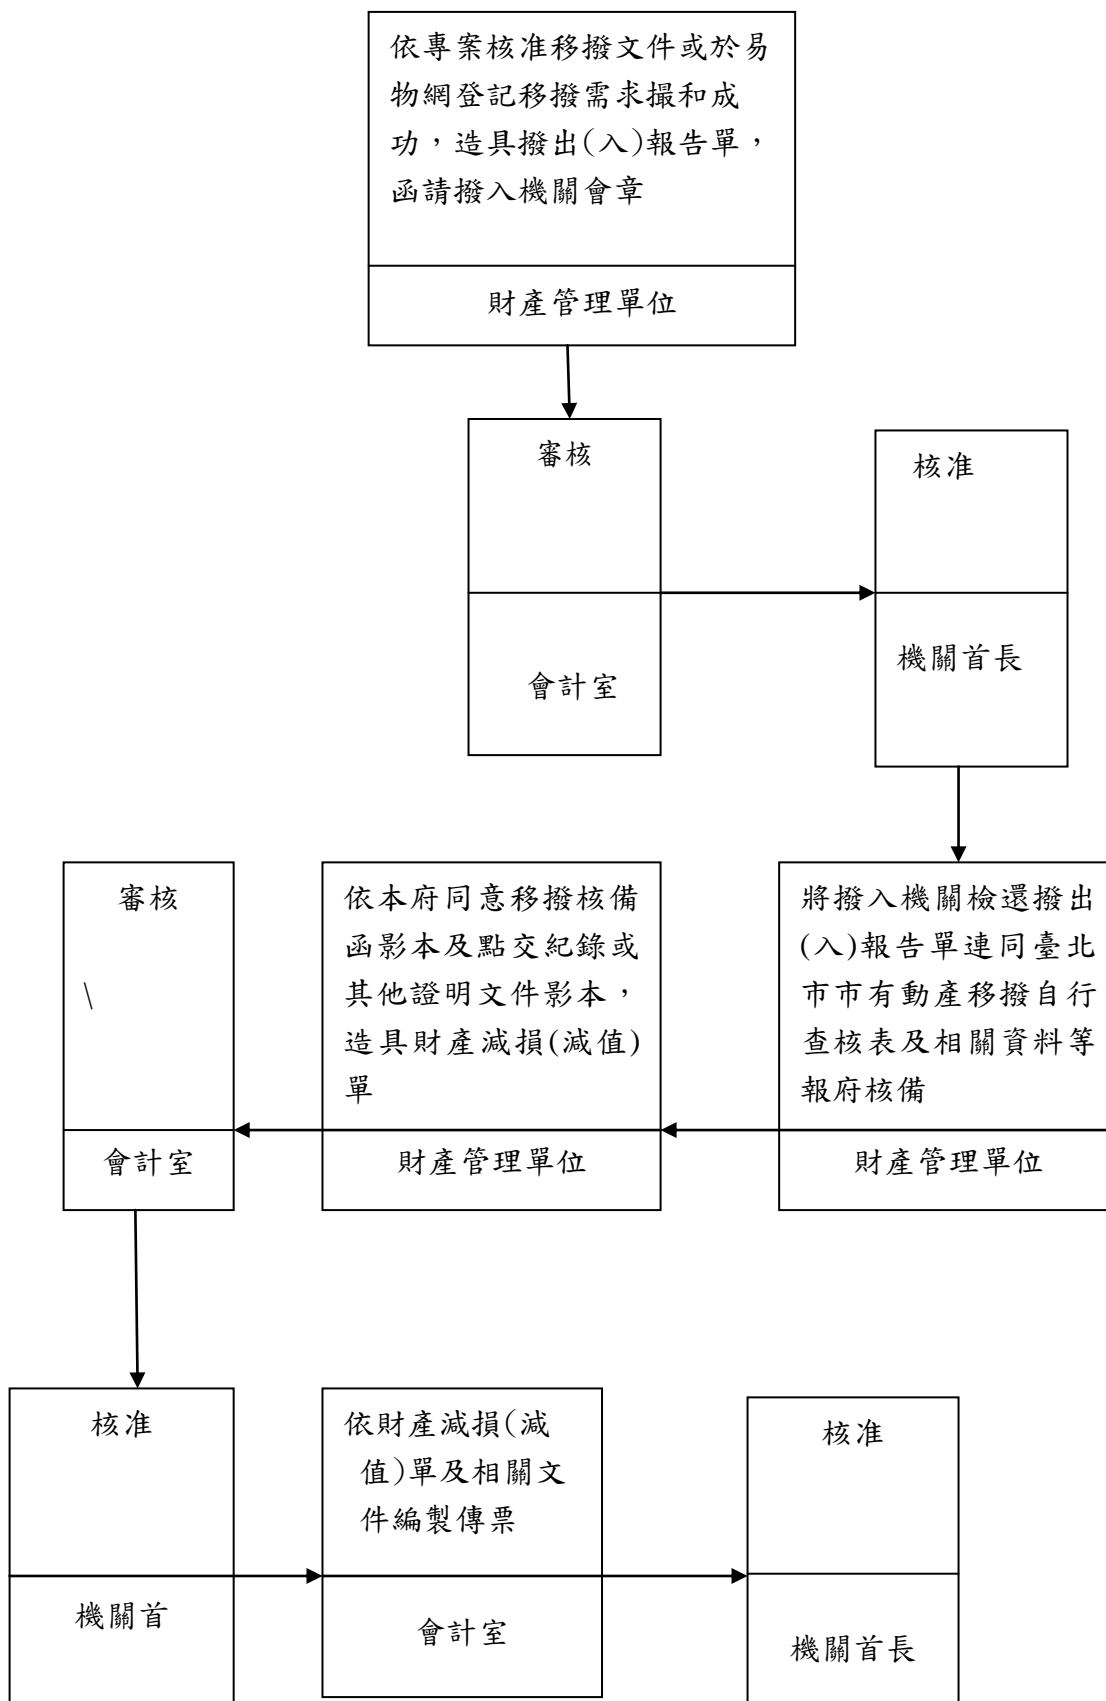 依專案核准移撥文件或於易
物網登記移撥需求撮和成
功，造具撥出(入)報告單，
函請撥入機關會章
財產管理單位
審核
會計室
核准
機關首長
將撥入機關檢還撥出
(入)報告單連同臺北
市市有動產移撥自行
查核表及相關資料等
報府核備
財產管理單位
依本府同意移撥核備
函影本及點交紀錄或
其他證明文件影本，
造具財產減損(減值)
單
財產管理單位
審核
\
會計室
核准
機關首
依財產減損(減
值)單及相關文
件編製傳票
會計室
核准
機關首長